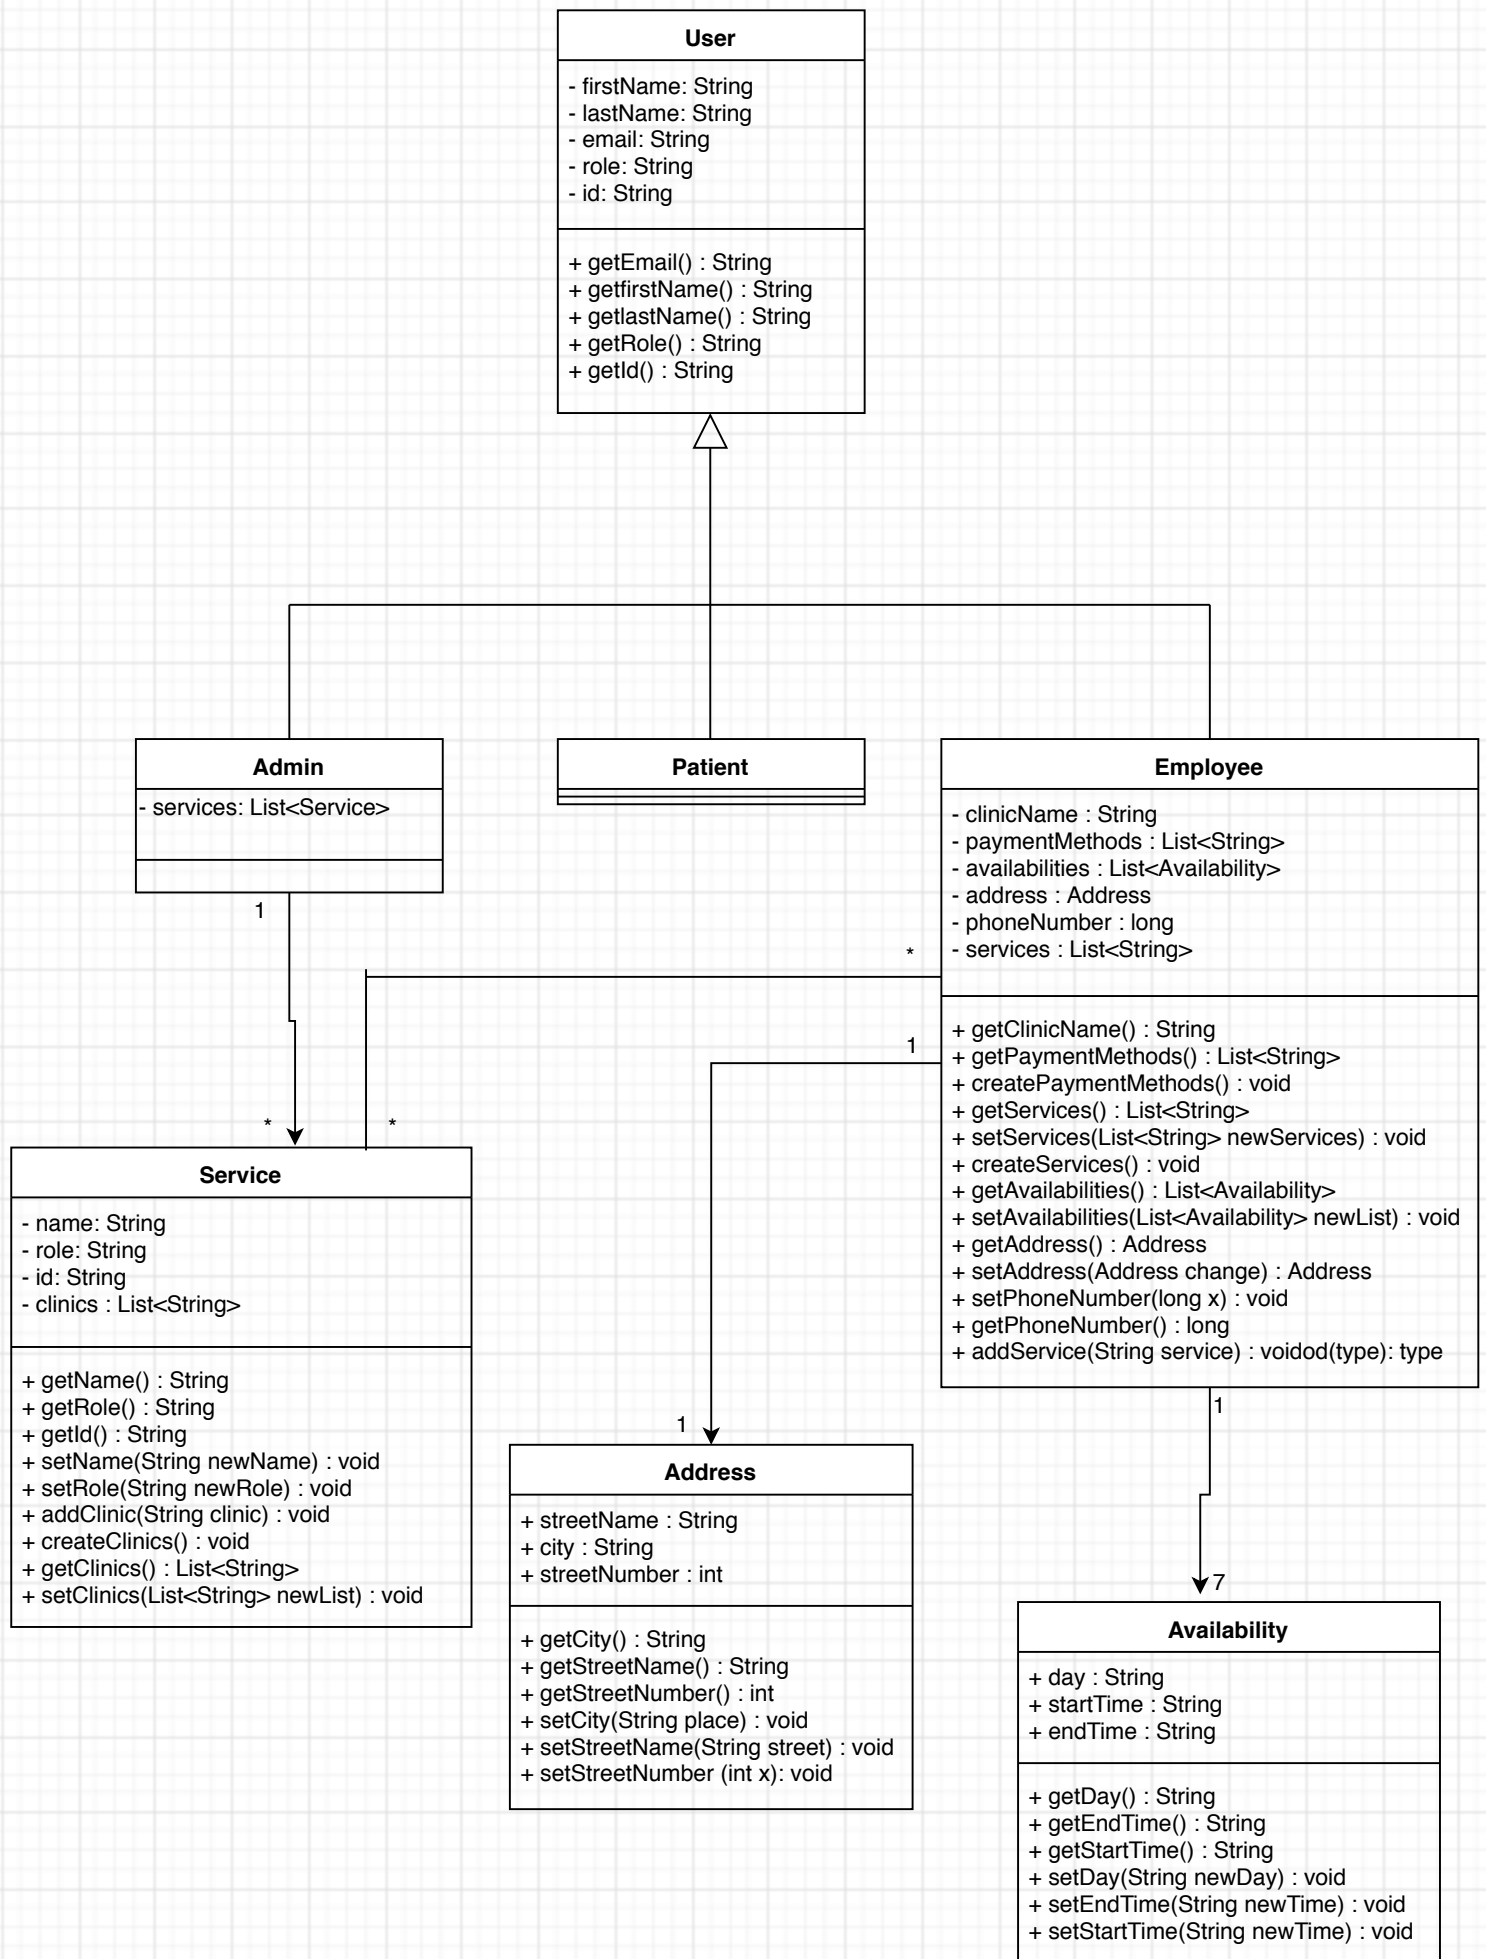 User
- firstName: String
- lastName: String
- email: String
- role: String
- id: String
+ getEmail() : String
+ getfirstName() : String
+ getlastName() : String
+ getRole() : String
+ getId() : String
Admin
- services: List<Service>
1
*
Patient
Employee
- clinicName : String
- paymentMethods : List<String>
- availabilities : List<Availability>
- address : Address
- phoneNumber : long
- services : List<String>
+ getClinicName() : String
+ getPaymentMethods() : List<String>
+ createPaymentMethods() : void
+ getServices() : List<String>
+ setServices(List<String> newServices) : void
+ createServices() : void
+ getAvailabilities() : List<Availability>
+ setAvailabilities(List<Availability> newList) : void
+ getAddress() : Address
+ setAddress(Address change) : Address
+ setPhoneNumber(long x) : void
+ getPhoneNumber() : long
+ addService(String service) : voidod(type): type
*
*
1
1
1
7
Service
- name: String
- role: String
- id: String
- clinics : List<String>
+ getName() : String
+ getRole() : String
+ getId() : String
+ setName(String newName) : void
+ setRole(String newRole) : void
+ addClinic(String clinic) : void
+ createClinics() : void
+ getClinics() : List<String>
+ setClinics(List<String> newList) : void
Address
+ streetName : String
+ city : String
+ streetNumber : int
+ getCity() : String
+ getStreetName() : String
+ getStreetNumber() : int
+ setCity(String place) : void
+ setStreetName(String street) : void
+ setStreetNumber (int x): void
Availability
+ day : String
+ startTime : String
+ endTime : String
+ getDay() : String
+ getEndTime() : String
+ getStartTime() : String
+ setDay(String newDay) : void
+ setEndTime(String newTime) : void
+ setStartTime(String newTime) : void